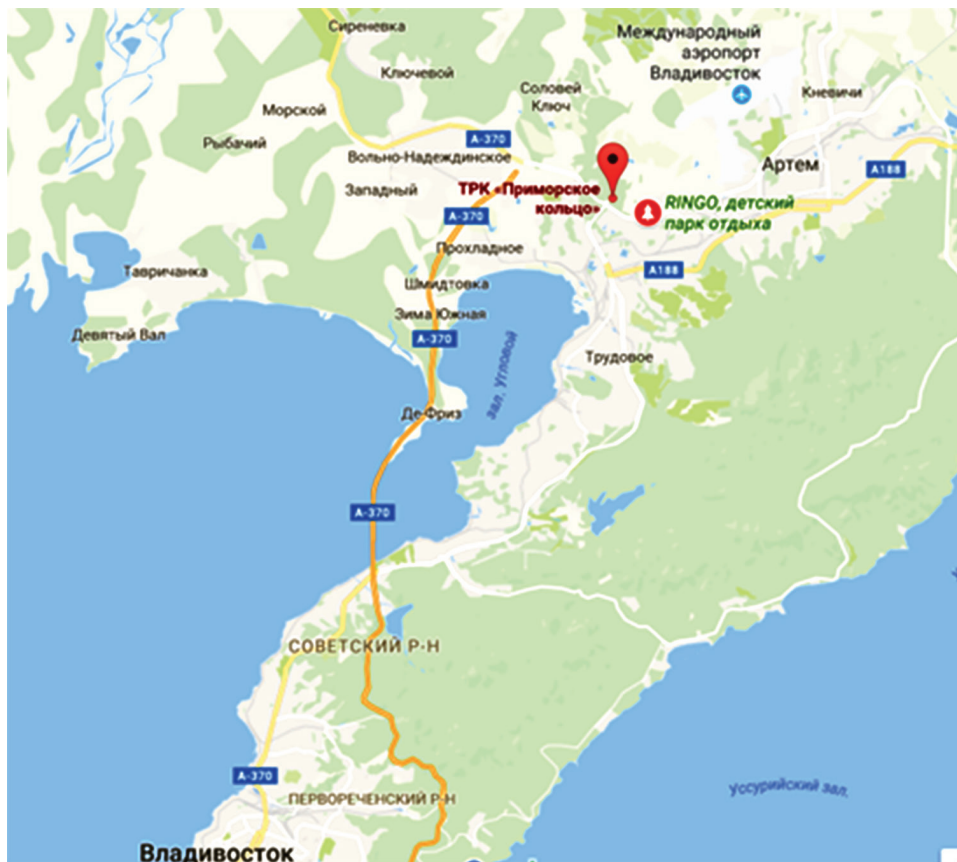 Сиреневка
Международный
аэропорт
Владивосток
Ключевой
Соловей
Ключ
Кневичи
Морской
Рыбачий
А-370
Вольно-Надеждинское
Артем
А188
Западный
ТРК «Приморское
кольцо»
RINGO, детский
парк отдыха
А-370
Прохладное
Тавричанка
А188
Шмидтовка
Зима Южная
Девятый Вал
А-370
зал. Угловой
Трудовое
Де-Фриз
А-370
СОВЕТСКИЙ Р-Н
А-370
Уссурийский зал.
ПЕРВОРЕЧЕНСКИЙ Р-Н
Владивосток